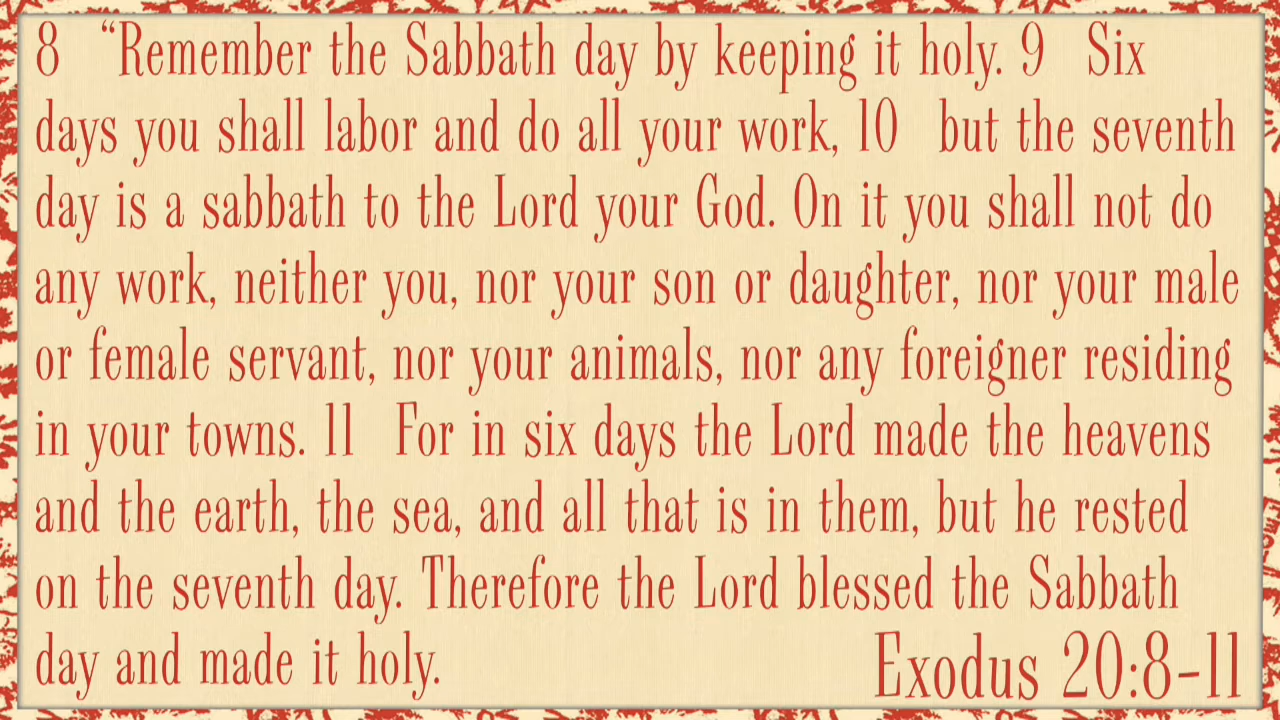 8 “Remember the Sabbath day by keeping it holy. 9 Six
days you shall labor and do all your work, 10 but the seventh
day is a sabbath to the Lord your God. On it you shall not do
any work, neither you, nor your son or daughter, nor your male
or female servant, nor your animals, nor any foreigner residing
in your towns. 11 For in six days the Lord made the heavens
and the earth, the sea, and all that is in them, but he rested
on the seventh day. Therefore the Lord blessed the Sabbath
day and made it holy.
Exodus 20:8-11